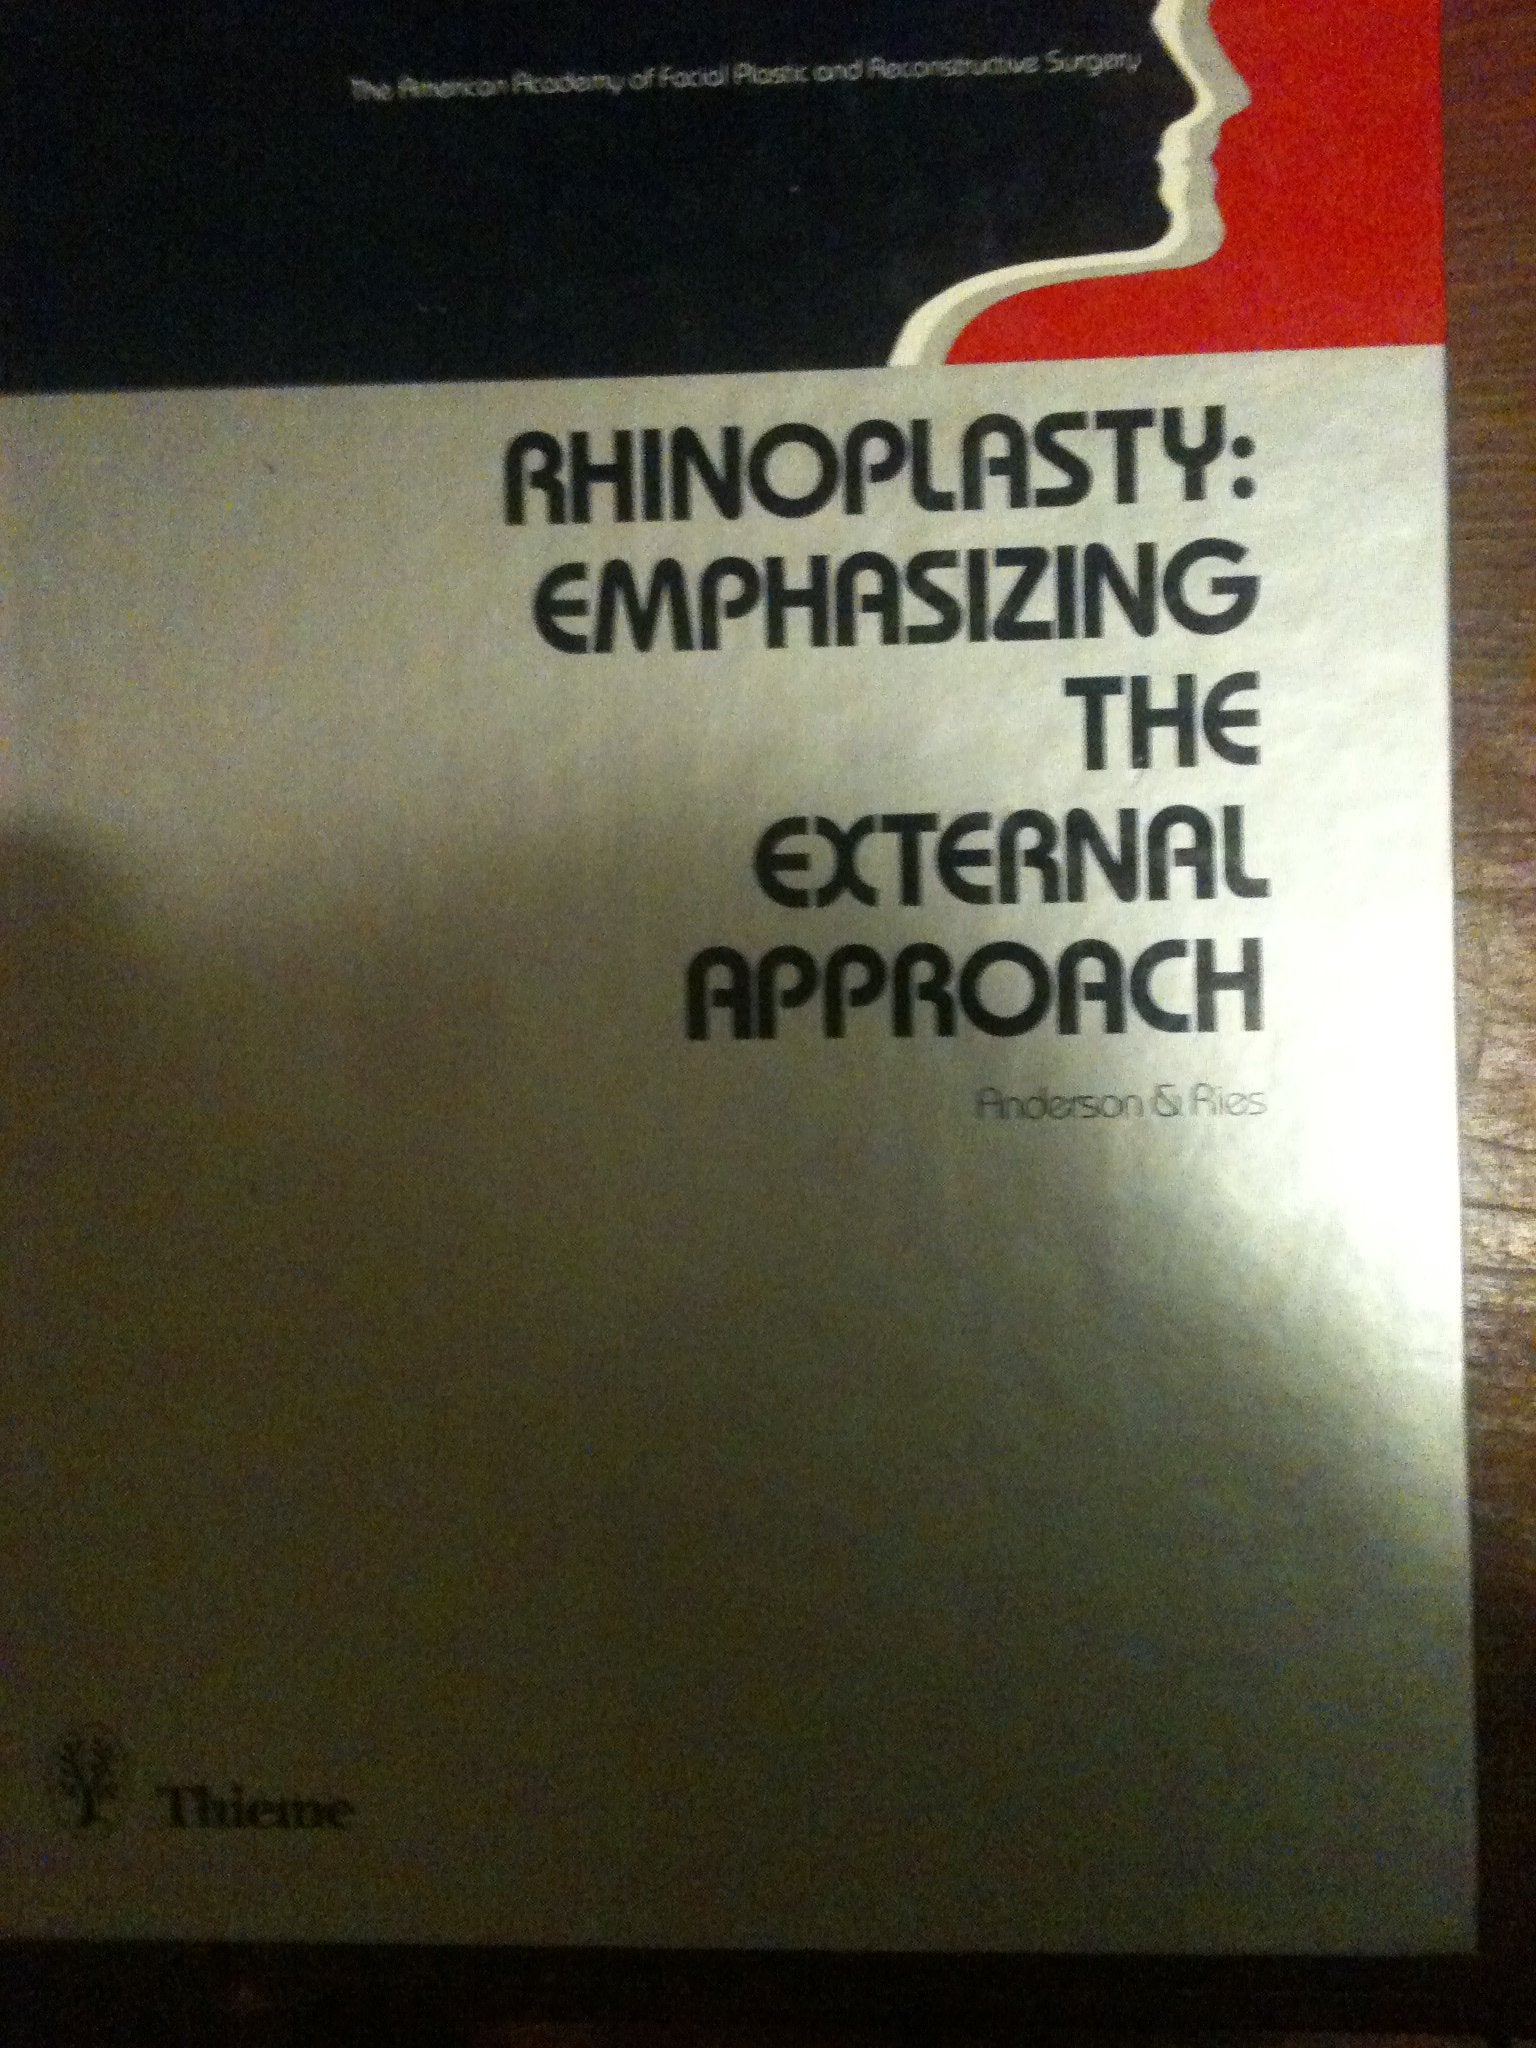 The American Academy of Facial Plastic and Reconstructive Surgery
RHINOPLASTY:
EMPHASIZING
THE
EXTERNAL
APPROACH
Anderson & Ries
Thieme